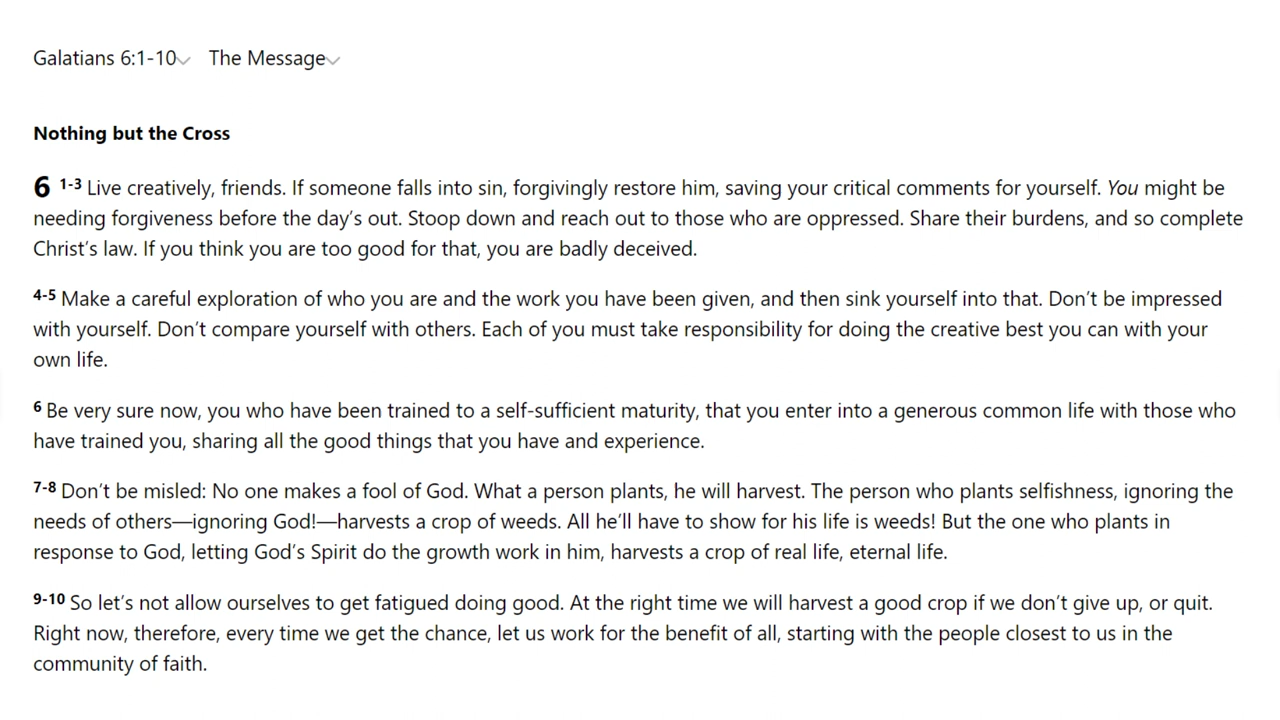 Galatians 6:1-10 The Message
Nothing but the Cross
6 1-3 Live creatively, friends. If someone falls into sin, forgivingly restore him, saving your critical comments for yourself. You might be
needing forgiveness before the day’s out. Stoop down and reach out to those who are oppressed. Share their burdens, and so complete
Christ’s law. If you think you are too good for that, you are badly deceived.
4-5 Make a careful exploration of who you are and the work you have been given, and then sink yourself into that. Don’t be impressed
with yourself. Don’t compare yourself with others. Each of you must take responsibility for doing the creative best you can with your
own life.
6 Be very sure now, you who have been trained to a self-sufficient maturity, that you enter into a generous common life with those who
have trained you, sharing all the good things that you have and experience.
7-8 Don’t be misled: No one makes a fool of God. What a person plants, he will harvest. The person who plants selfishness, ignoring the
needs of others—ignoring God!—harvests a crop of weeds. All he’ll have to show for his life is weeds! But the one who plants in
response to God, letting God’s Spirit do the growth work in him, harvests a crop of real life, eternal life.
9-10 So let’s not allow ourselves to get fatigued doing good. At the right time we will harvest a good crop if we don’t give up, or quit.
Right now, therefore, every time we get the chance, let us work for the benefit of all, starting with the people closest to us in the
community of faith.